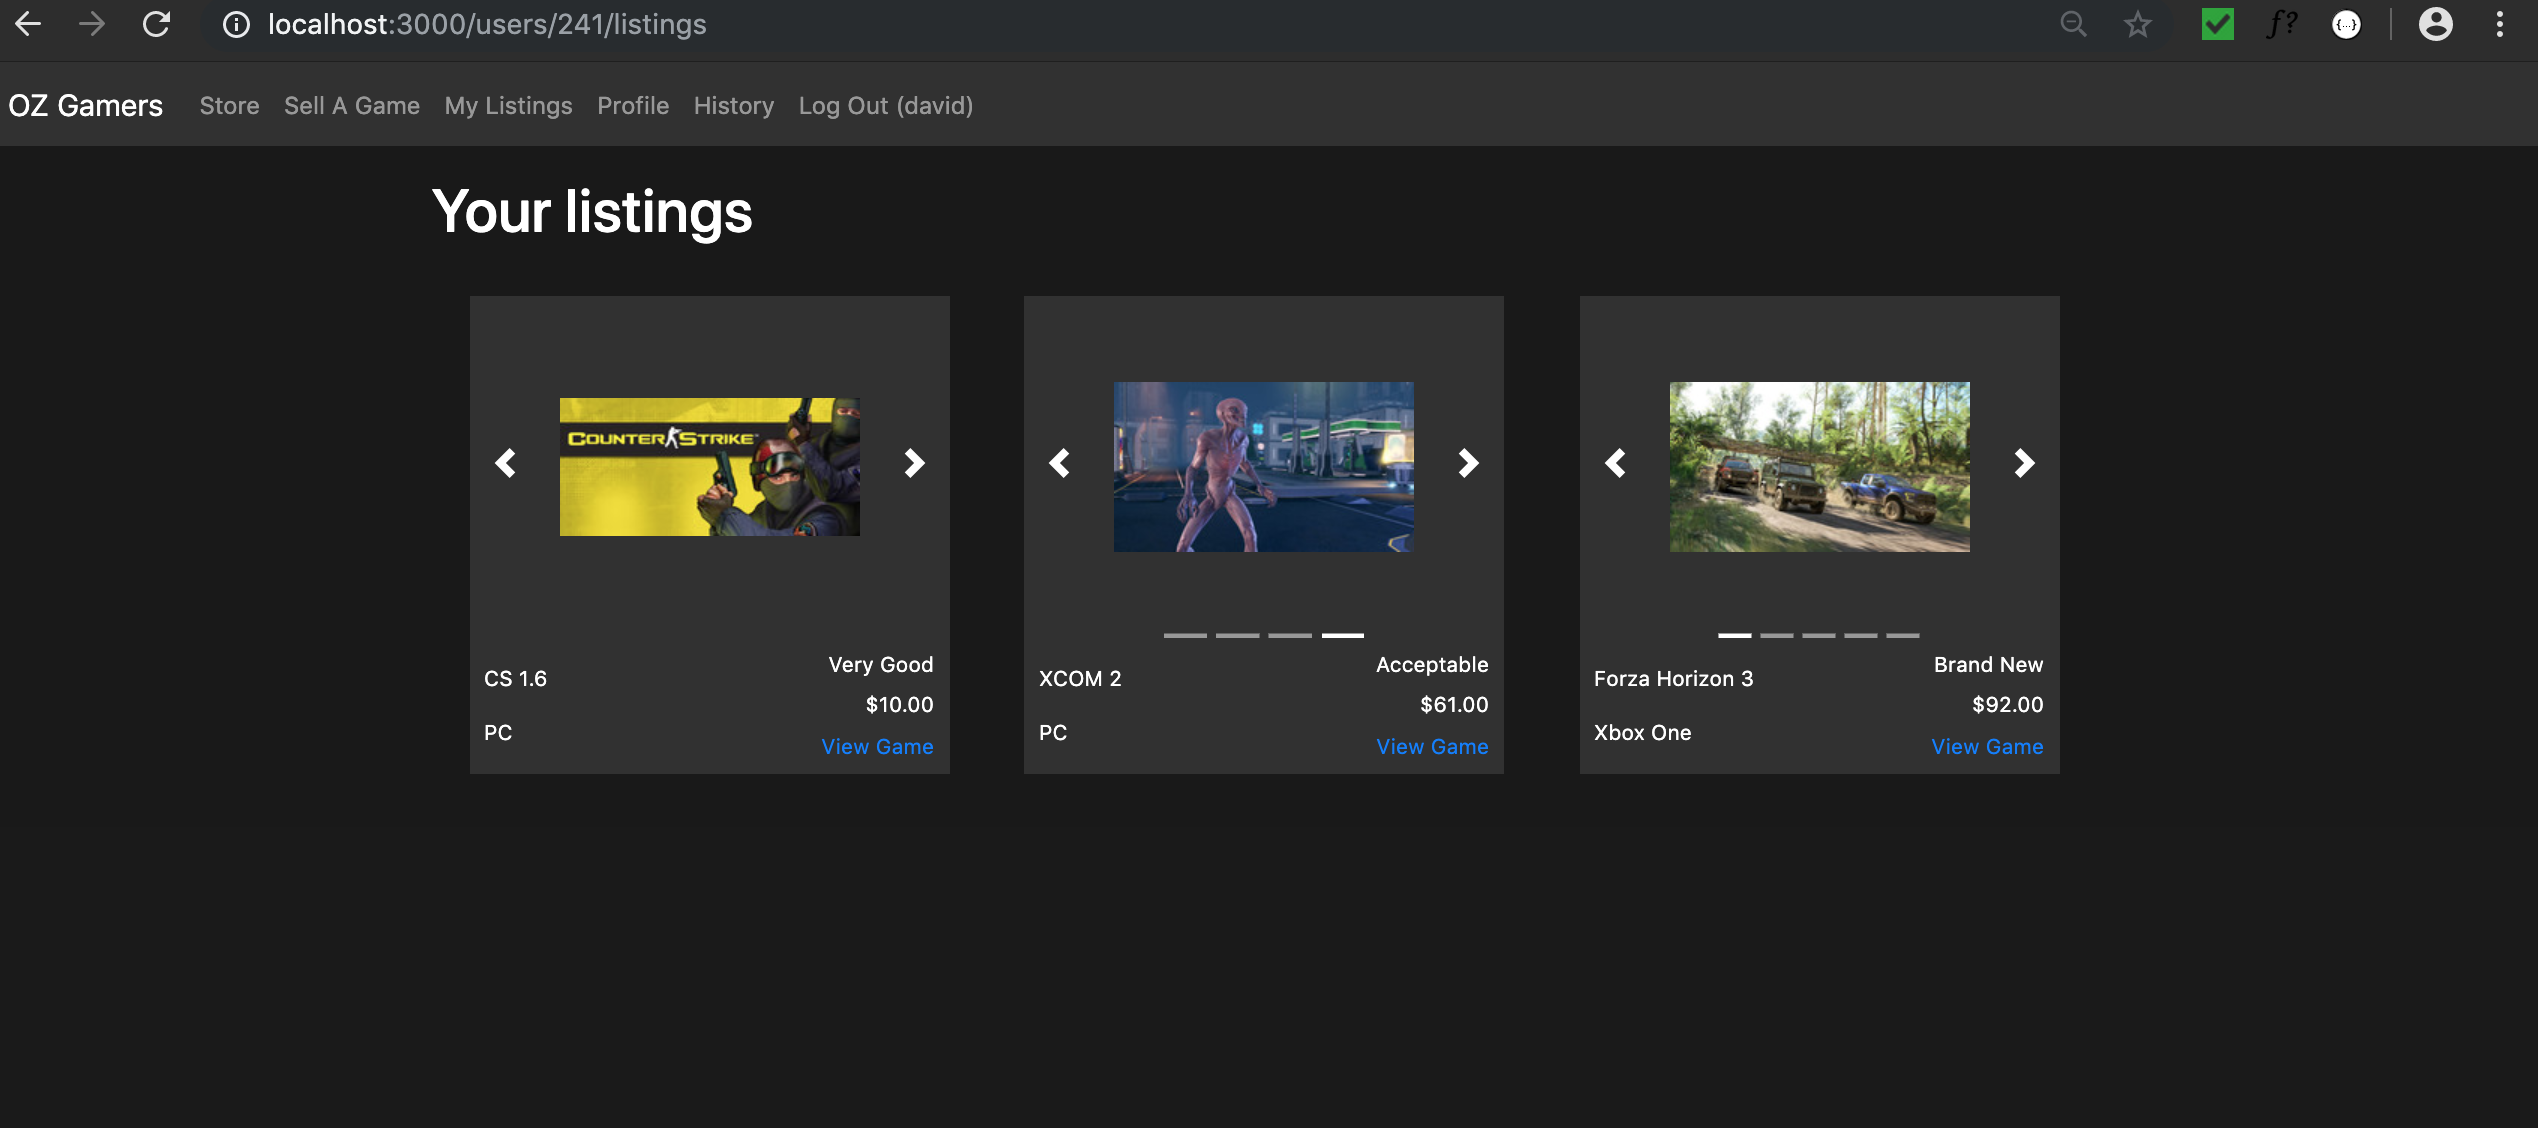 localhost:3000/users/241/listings
f?
{...}
OZ Gamers Store Sell A Game My Listings Profile History Log Out (david)
Your listings
COUNTER STRIKE
CS 1.6
PC
Very Good
$10.00
View Game
XCOM 2
PC
Acceptable
$61.00
View Game
Forza Horizon 3
Xbox One
Brand New
$92.00
View Game